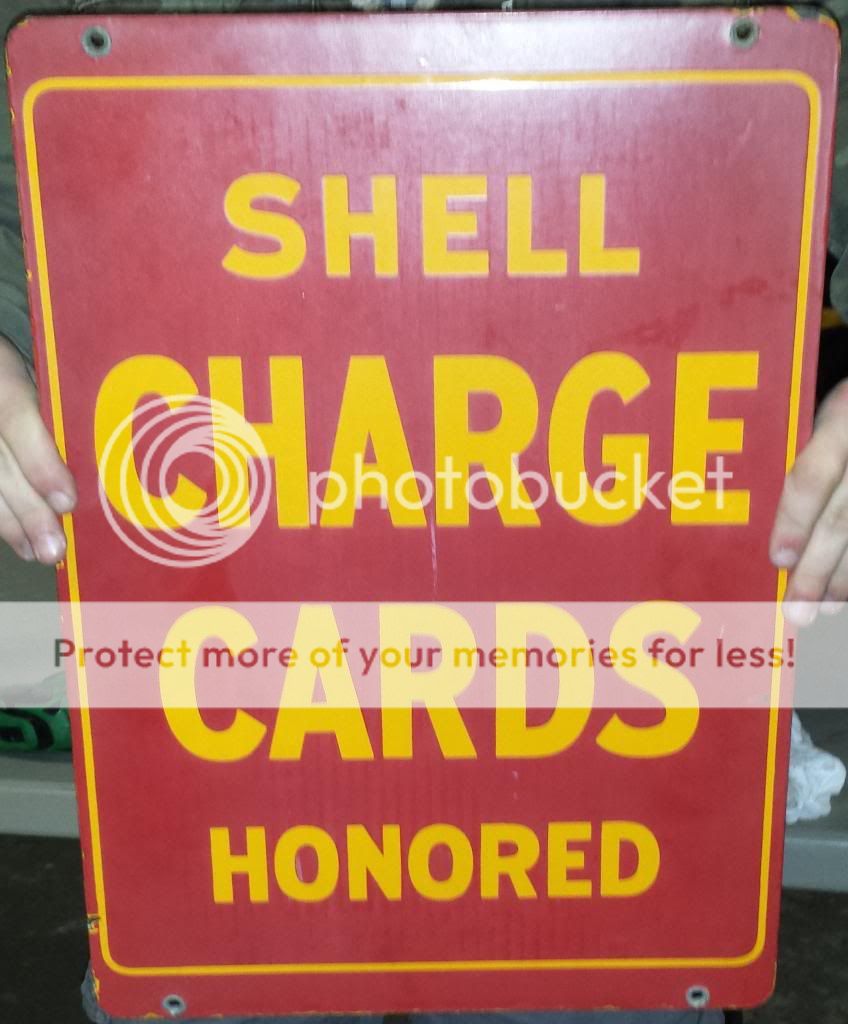 SHELL
CHARGE
photobucket
CARDS
Protect more of your memories for less!
HONORED